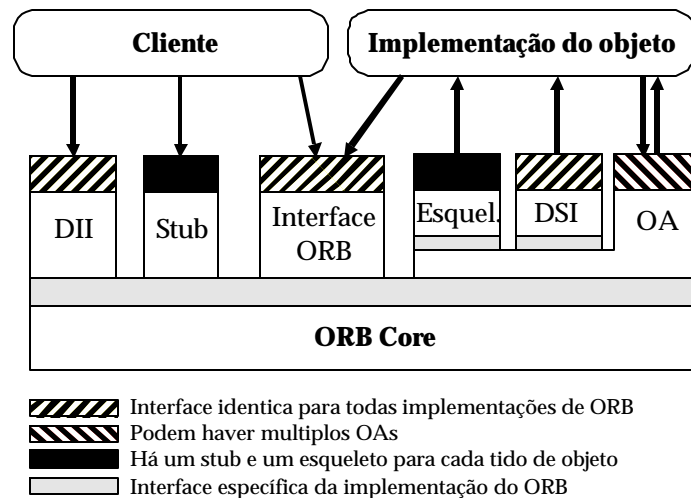 Cliente
Implementação do objeto
DII
Stub
Interface
ORB
Esquel.
DSI
OA
ORB Core
Interface identica para todas implementações de ORB
Podem haver multiplos OAs
Há um stub e um esqueleto para cada tido de objeto
Interface específica da implementação do ORB